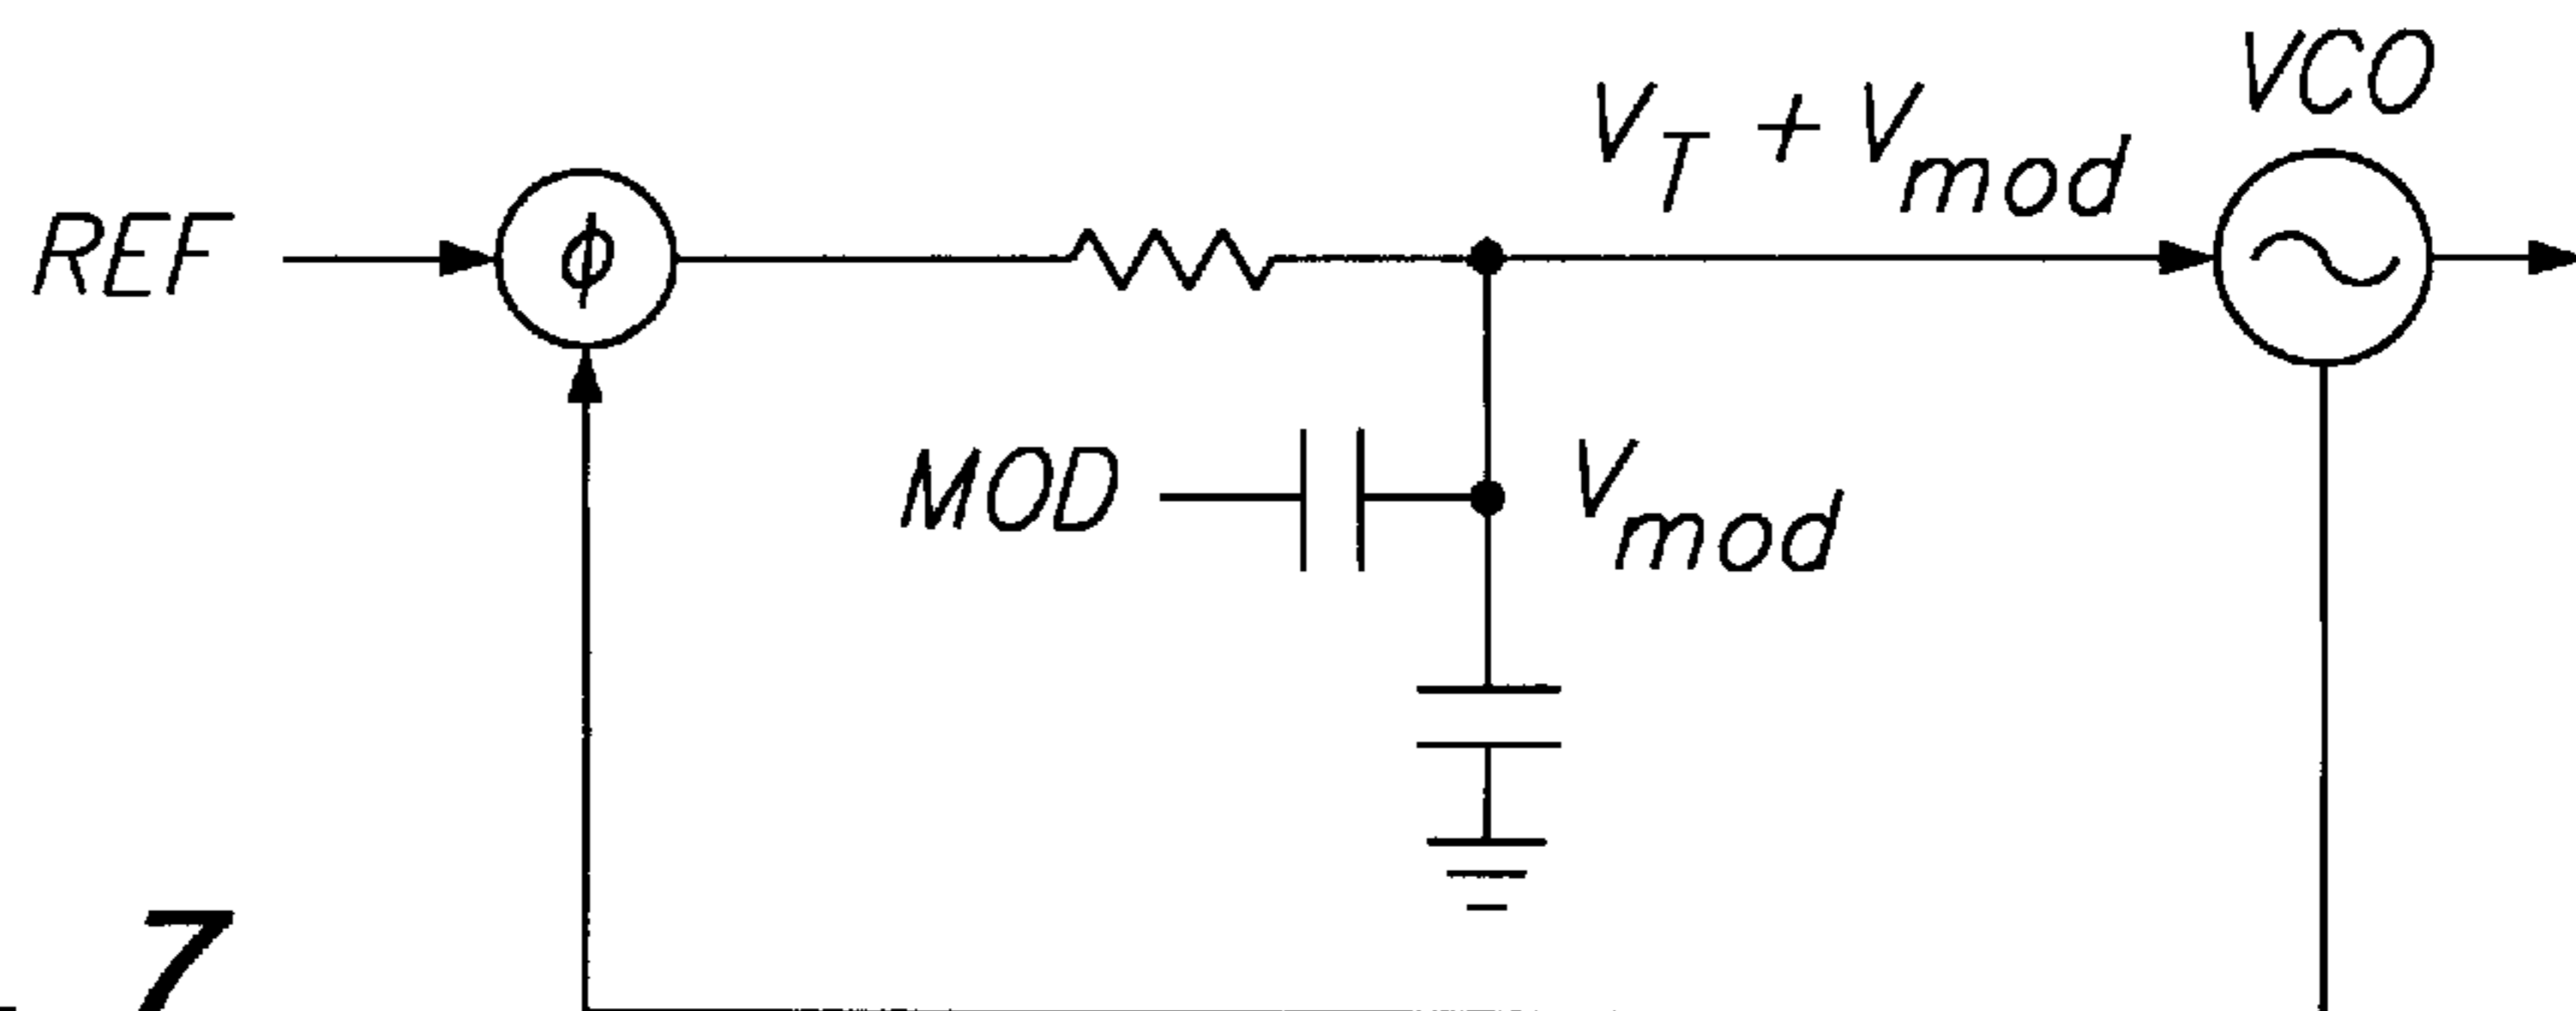 VCO
V_T + V_mod
REF
ϕ
MOD
V_mod
7